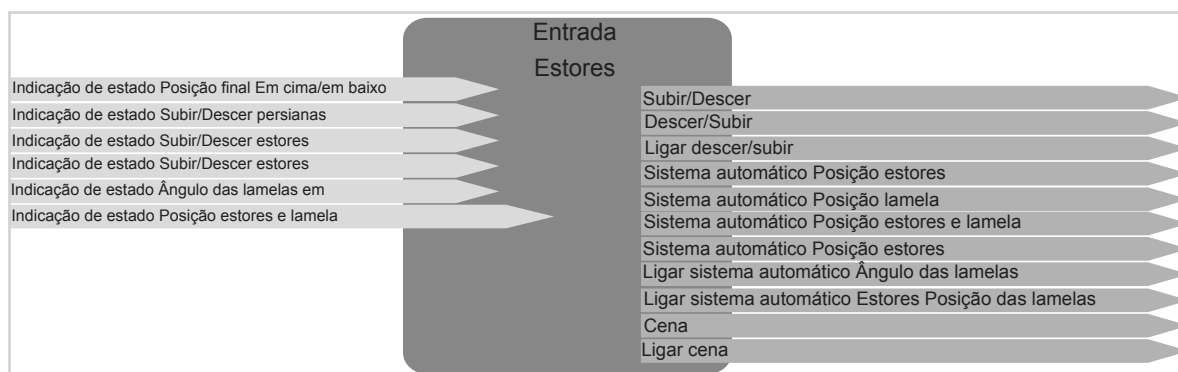 Entrada
Estores
Indicação de estado Posição final Em cima/em baixo
Indicação de estado Subir/Descer persianas
Indicação de estado Subir/Descer estores
Indicação de estado Subir/Descer estores
Indicação de estado Ângulo das lamelas em
Indicação de estado Posição estores e lamela
Subir/Descer
Descer/Subir
Ligar descer/subir
Sistema automático Posição estores
Sistema automático Posição lamela
Sistema automático Posição estores e lamela
Sistema automático Posição estores
Ligar sistema automático Ângulo das lamelas
Ligar sistema automático Estores Posição das lamelas
Cena
Ligar cena